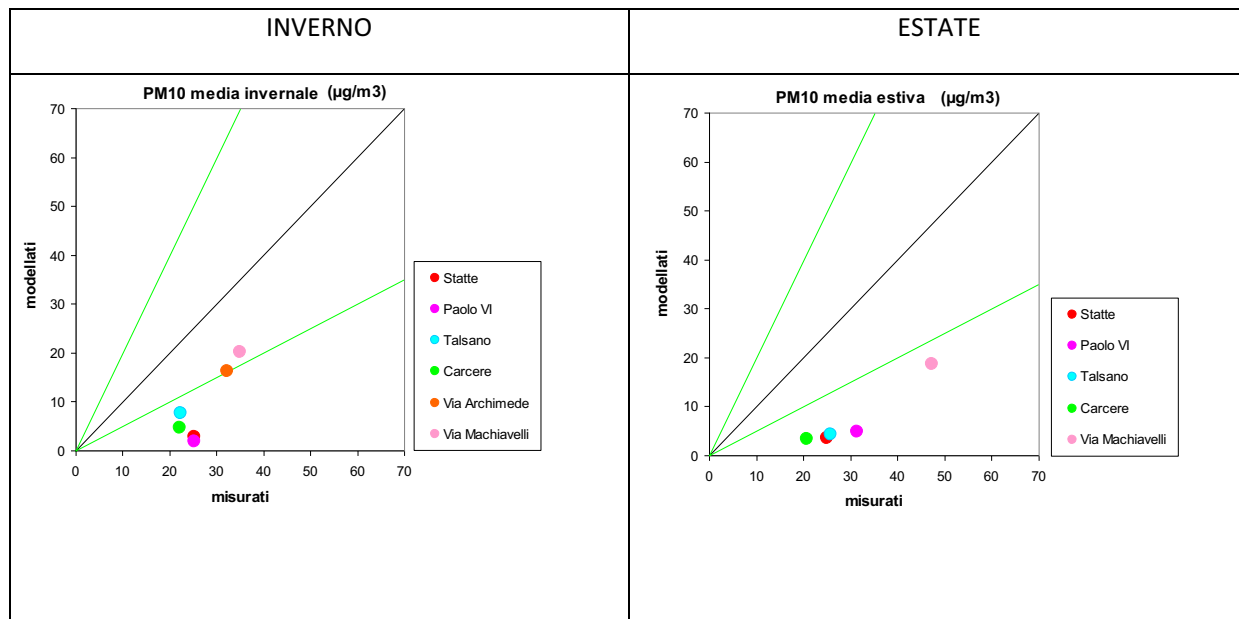 INVERNO
ESTATE
PM10 media invernale (µg/m3)
70
60
50
40
30
20
10
0
modellati
0 10 20 30 40 50 60 70
misurati
Statte
Paolo VI
Talsano
Carcere
Via Archimede
Via Machiavelli
PM10 media estiva (µg/m3)
70
60
50
40
30
20
10
0
modellati
0 10 20 30 40 50 60 70
misurati
Statte
Paolo VI
Talsano
Carcere
Via Machiavelli